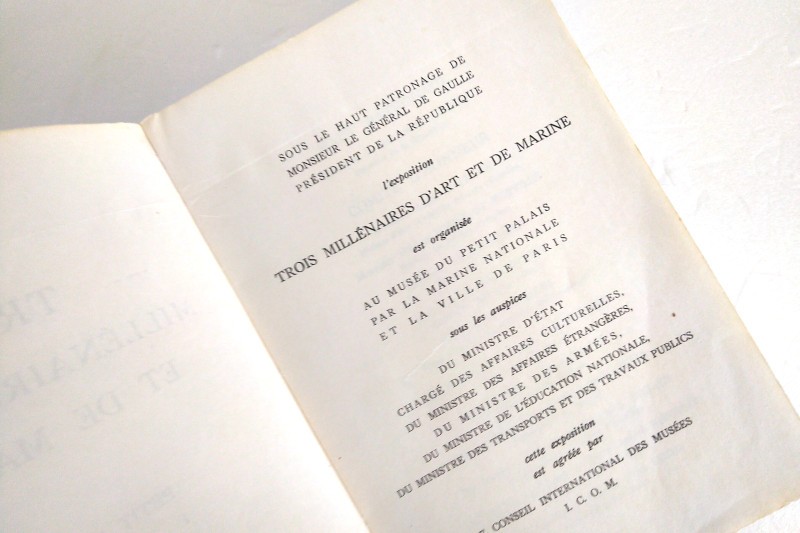 SOUS LE HAUT PATRONAGE DE
MONSIEUR LE GÉNÉRAL DE GAULLE
PRÉSIDENT DE LA RÉPUBLIQUE
l'exposition
TROIS MILLÉNAIRES D'ART ET DE MARINE
est organisée
AU MUSÉE DU PETIT PALAIS
PAR LA MARINE NATIONALE
ET LA VILLE DE PARIS
sous les auspices
DU MINISTRE D'ÉTAT
CHARGÉ DES AFFAIRES CULTURELLES,
DU MINISTRE DES AFFAIRES ÉTRANGÈRES,
DU MINISTRE DES ARMÉES,
DU MINISTRE DE L'ÉDUCATION NATIONALE,
DU MINISTRE DES TRANSPORTS ET DES TRAVAUX PUBLICS
cette exposition
est agréée par
CONSEIL INTERNATIONAL DES MUSÉES
I. C. O. M.